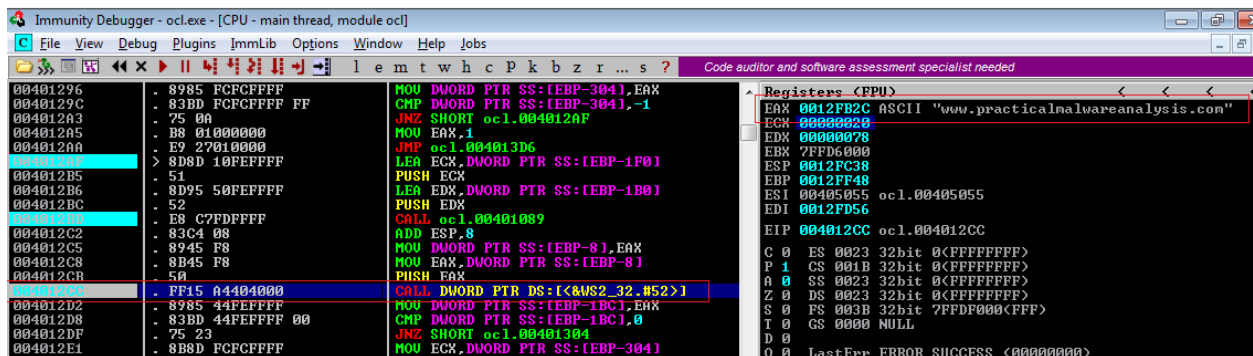 Immunity Debugger - ocl.exe - [CPU - main thread, module ocl]
C File View Debug Plugins ImmLib Options Window Help Jobs
l e m t w h c P k b z r ... s ? Code auditor and software assessment specialist needed
00401296 . 8985 FCFCFFFF MOV DWORD PTR SS:[EBP-304],EAX
0040129C . 83BD FCFCFFFF FF CMP DWORD PTR SS:[EBP-304],-1
004012A3 . 75 0A JNZ SHORT ocl.004012AF
004012A5 . B8 01000000 MOV EAX,1
004012AA . E9 27010000 JMP ocl.004013D6
004012AF > 8D8D 10FEFFFF LEA ECX,DWORD PTR SS:[EBP-1F0]
004012B5 . 51 PUSH ECX
004012B6 . 8D95 50FEFFFF LEA EDX,DWORD PTR SS:[EBP-1B0]
004012BC . 52 PUSH EDX
004012BD . E8 C7FDFFFF CALL ocl.00401089
004012C2 . 83C4 08 ADD ESP,8
004012C5 . 8945 F8 MOV DWORD PTR SS:[EBP-8],EAX
004012C8 . 8B45 F8 MOV EAX,DWORD PTR SS:[EBP-8]
004012CB . 50 PUSH EAX
004012CC . FF15 A4404000 CALL DWORD PTR DS:[<&WS2_32.#52>]
004012D2 . 8985 44FEFFFF MOV DWORD PTR SS:[EBP-1BC],EAX
004012D8 . 83BD 44FEFFFF 00 CMP DWORD PTR SS:[EBP-1BC],0
004012DF . 75 23 JNZ SHORT ocl.00401304
004012E1 . 8B8D FCFCFFFF MOV ECX,DWORD PTR SS:[EBP-304]
Registers (FPU) < < <
EAX 0012FB2C ASCII "www.practicalmalwareanalysis.com"
ECX 00000020
EDX 00000078
EBX 7FFD6000
ESP 0012FC38
EBP 0012FF48
ESI 00405055 ocl.00405055
EDI 0012FD56
EIP 004012CC ocl.004012CC
C 0 ES 0023 32bit 0(FFFFFFFF)
P 1 CS 001B 32bit 0(FFFFFFFF)
A 0 SS 0023 32bit 0(FFFFFFFF)
Z 0 DS 0023 32bit 0(FFFFFFFF)
S 0 FS 003B 32bit 7FFDF000(FFF)
T 0 GS 0000 NULL
D 0
O 0 LastErr ERROR_SUCCESS (00000000)